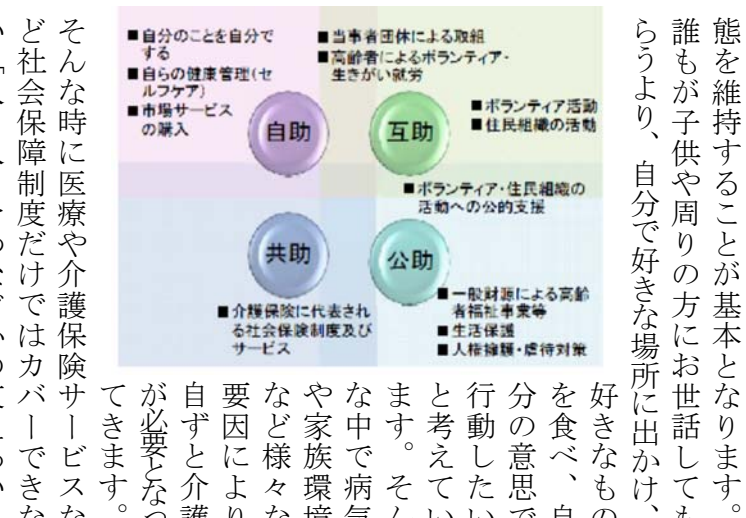 態を維持することが基本となります。
誰もが子供や周りの方にお世話しても
らうより、自分で好きな場所に出かけ、
■自分のことを自分で
する
■自らの健康管理(セ
ルフケア)
■市場サービス
の購入
自助
■当事者団体による取組
■高齢者によるボランティア・
生きがい就労
互助
■ボランティア活動
■住民組織の活動
■ボランティア・住民組織の
活動への公的支援
共助
■介護保険に代表され
る社会保険制度及び
サービス
公助
■一般財源による高齢
者福祉事業等
■生活保護
■人権擁護・虐待対策
好きなもの
を食べ、自
分の意思で
行動したい
と考えてい
ます。そん
な中で病気
や家族環境
など様々な
要因により
自ずと介護
が必要となっ
てきます。
そんな時に医療や介護保険サービスな
ど社会保障制度だけではカバーできな